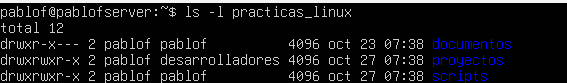 pablof@pablofserver:~$ ls -l practicas_linux
total 12
drwxr-x--- 2 pablof pablof          4096 oct 23 07:38 documentos
drwxrwxr-x 2 pablof desarrolladores 4096 oct 27 07:38 proyectos
drwxrwxr-x 2 pablof pablof          4096 oct 27 07:38 scripts